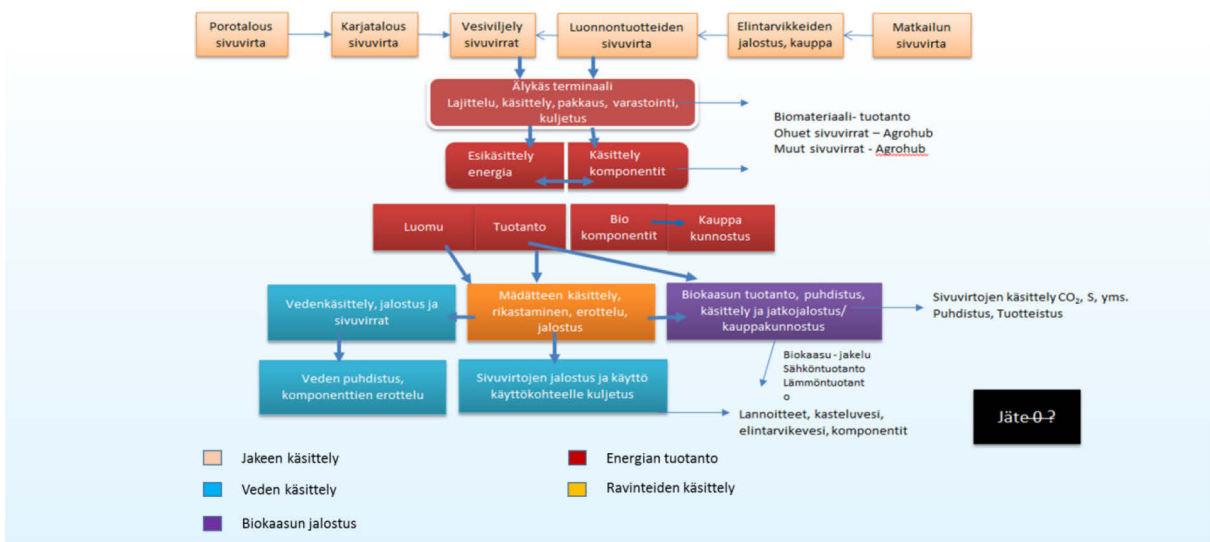 Porotalous
sivuvirta
Karjatalous
sivuvirta
Vesiviljely
sivuvirrat
Luonnontuotteiden
sivuvirta
Elintarvikkeiden
jalostus, kauppa
Matkailun
sivuvirta
Älykäs terminaali
Lajittelu, käsittely, pakkaus, varastointi,
kuljetus
Biomateriaali- tuotanto
Ohuet sivuvirrat – Agrohub
Muut sivuvirrat - Agrohub
Esikäsittely
energia
Käsittely
komponentit
Luomu
Tuotanto
Bio
komponentit
Kauppa
kunnostus
Vedenkäsittely, jalostus ja
sivuvirrat
Mädätteen käsittely,
rikastaminen, erottelu,
jalostus
Biokaasun tuotanto, puhdistus,
käsittely ja jatkojalostus/
kauppakunnostus
Sivuvirtojen käsittely CO₂, S, yms.
Puhdistus, Tuotteistus
Veden puhdistus,
komponenttien erottelu
Sivuvirtojen jalostus ja käyttö
käyttökohteelle kuljetus
Biokaasu - jakelu
Sähköntuotanto
Lämmöntuotant
o
Lannoitteet, kasteluvesi,
elintarvikevesi, komponentit
Jäte 0 ?
Jakeen käsittely
Energian tuotanto
Veden käsittely
Ravinteiden käsittely
Biokaasun jalostus